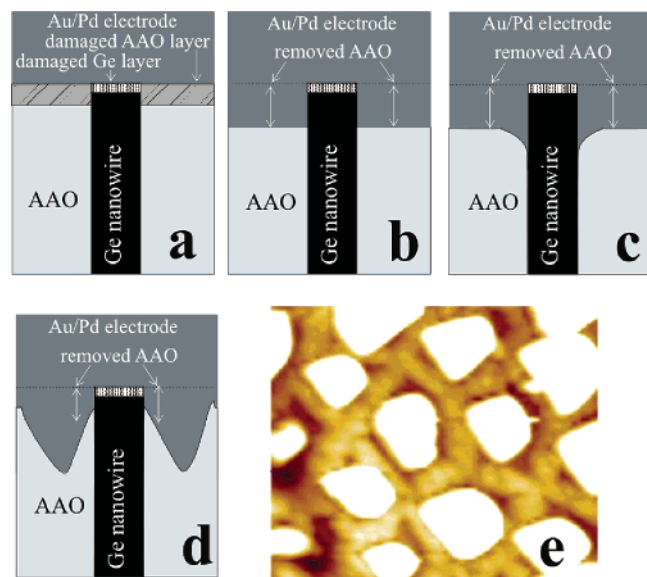 Au/Pd electrode
damaged AAO layer
damaged Ge layer
AAO
Ge nanowire
a
Au/Pd electrode
removed AAO
AAO
Ge nanowire
b
Au/Pd electrode
removed AAO
AAO
Ge nanowire
c
Au/Pd electrode
removed AAO
AAO
Ge nanowire
d
e